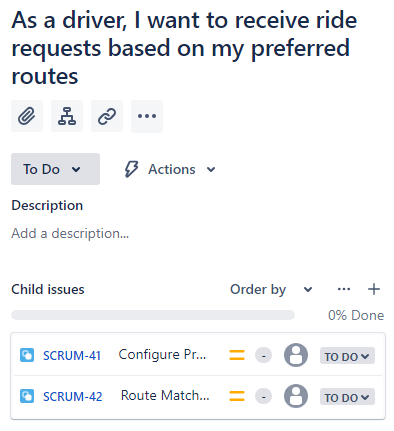 As a driver, I want to receive ride
requests based on my preferred
routes
To Do
Actions
Description
Add a description...
Child issues
Order by
0% Done
SCRUM-41 Configure Pr... - TO DO
SCRUM-42 Route Match... - TO DO